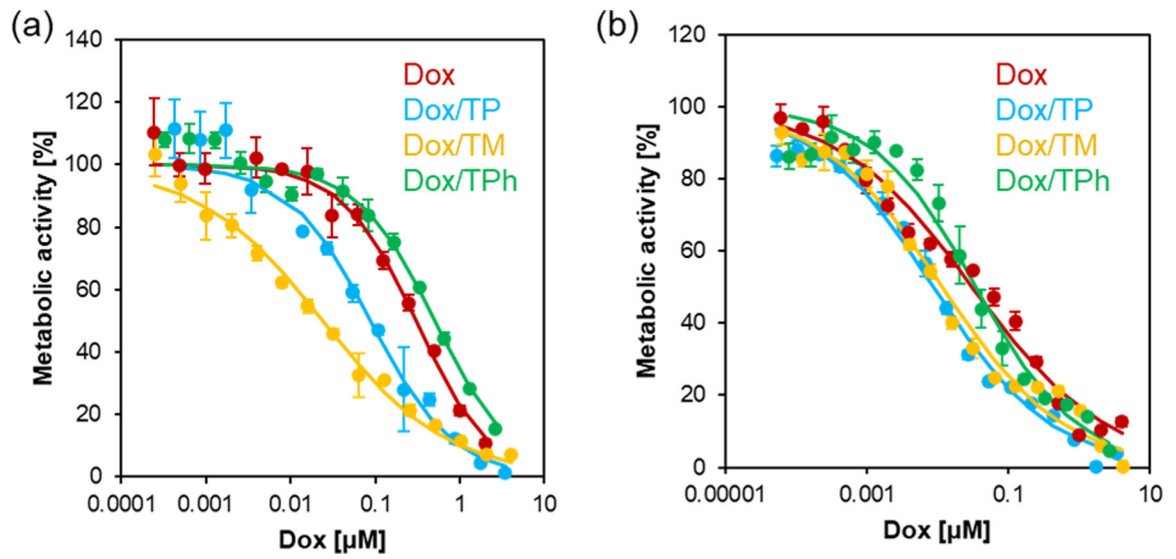 (a)
140
120
100
80
60
40
20
0
Metabolic activity [%]
Dox
Dox/TP
Dox/TM
Dox/TPh
0.0001 0.001 0.01 0.1 1 10
Dox [µM]
(b)
120
100
80
60
40
20
0
Metabolic activity [%]
Dox
Dox/TP
Dox/TM
Dox/TPh
0.00001 0.001 0.1 10
Dox [µM]